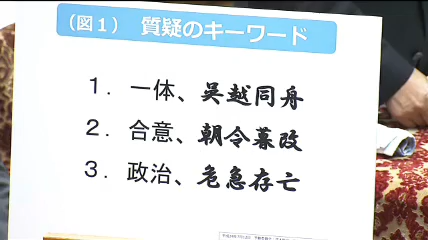 （図１） 質疑のキーワード
１．一体、呉越同舟
２．合意、朝令暮改
３．政治、危急存亡